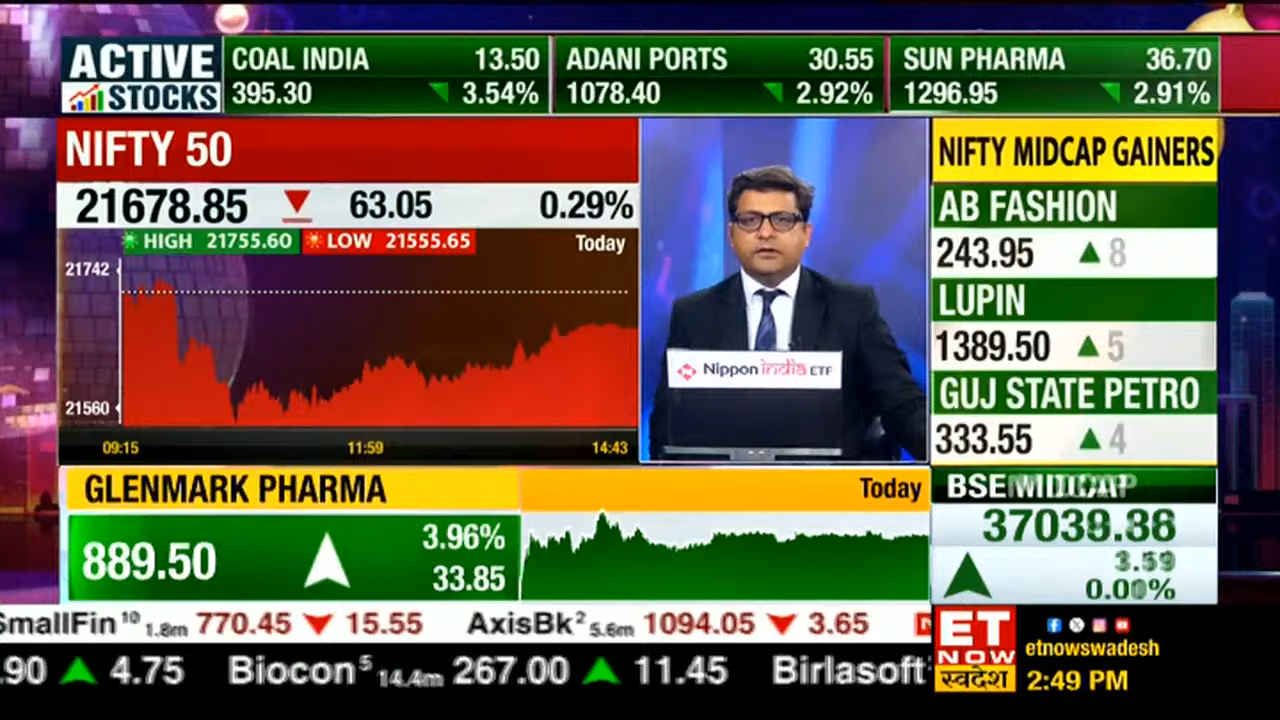 ACTIVE
STOCKS
COAL INDIA 13.50
395.30 3.54%
ADANI PORTS 30.55
1078.40 2.92%
SUN PHARMA 36.70
1296.95 2.91%
NIFTY 50
21678.85 63.05 0.29%
HIGH 21755.60 LOW 21555.65 Today
21742
21560
09:15 11:59 14:43
Nippon india ETF
NIFTY MIDCAP GAINERS
AB FASHION
243.95 8
LUPIN
1389.50 5
GUJ STATE PETRO
333.55 4
GLENMARK PHARMA Today
889.50 3.96%
33.85
BSE MIDCAP
3.59
SmallFin 10 1.8m 770.45 15.55 AxisBk 2 5.6m 1094.05 3.65
.90 4.75 Biocon 5 14.4m 267.00 11.45 Birlasoft
ET
NOW
स्वदेश
etnowswadesh
2:49 PM